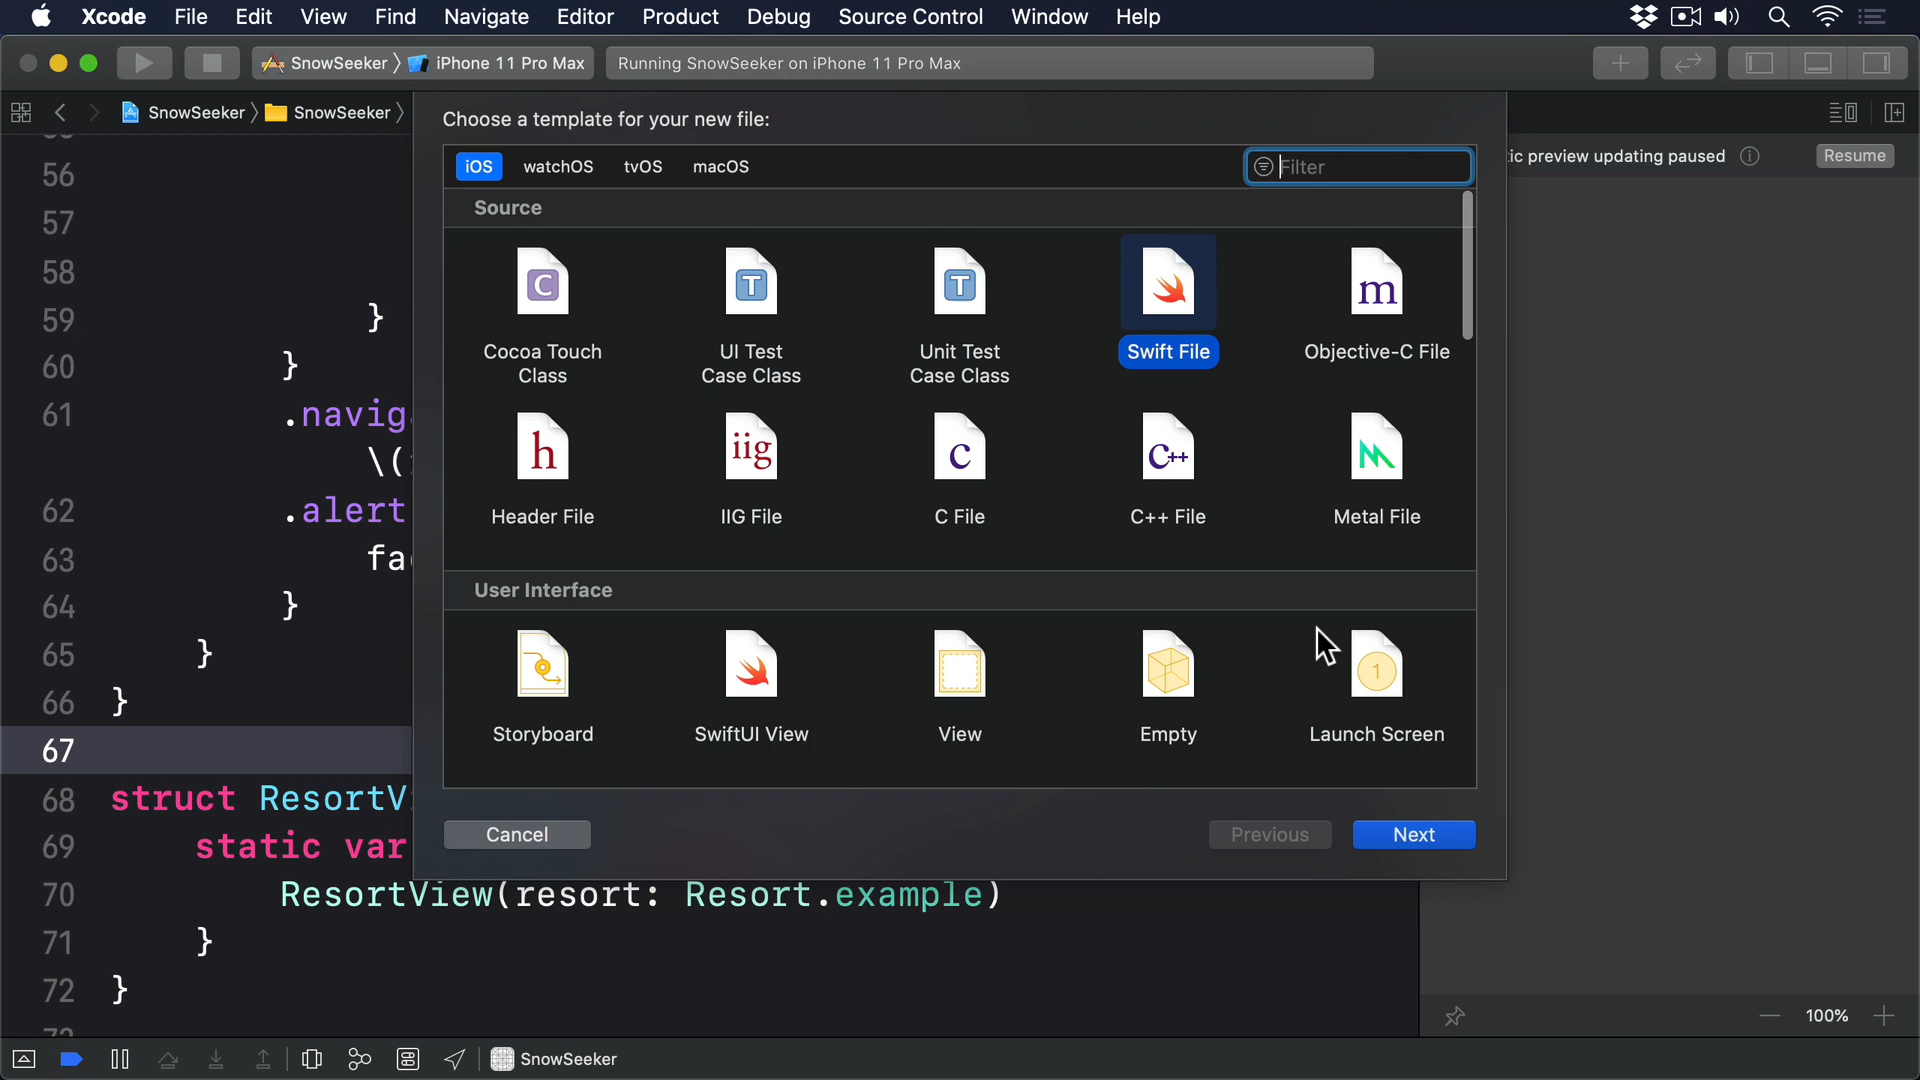 Xcode File Edit View Find Navigate Editor Product Debug Source Control Window Help
SnowSeeker iPhone 11 Pro Max Running SnowSeeker on iPhone 11 Pro Max
SnowSeeker SnowSeeker
Choose a template for your new file:
iOS watchOS tvOS macOS Filter
ic preview updating paused Resume
Source
C T T m
Cocoa Touch Class
UI Test Case Class
Unit Test Case Class
Swift File
Objective-C File
h iig c c++
Header File IIG File C File C++ File Metal File
User Interface
1
Storyboard SwiftUI View View Empty Launch Screen
Cancel Previous Next
56
57
58
59 }
60 }
61 .navig
\(
62 .alert
63 fa
64 }
65 }
66 }
67
68 struct ResortV
69 static var
70 ResortView(resort: Resort.example)
71 }
72 }
100%
SnowSeeker